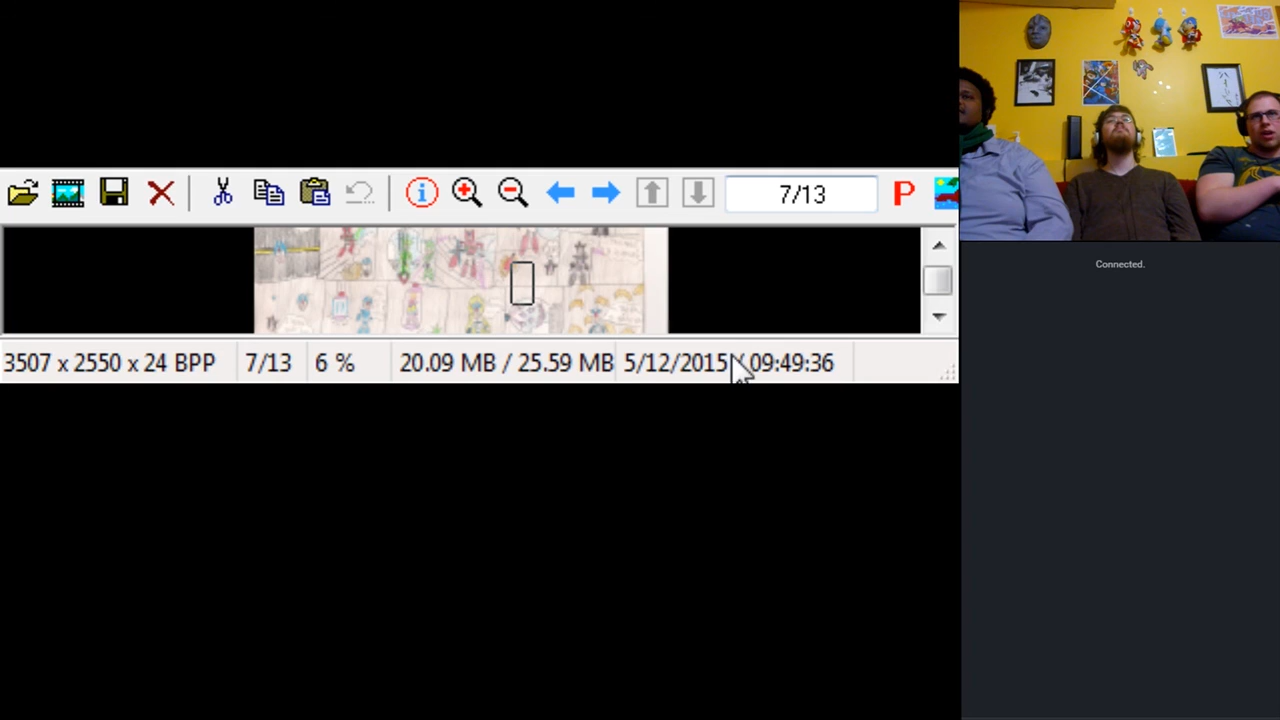 7/13
P
3507 x 2550 x 24 BPP
7/13
6 %
20.09 MB / 25.59 MB
5/12/2015 / 09:49:36
Connected.